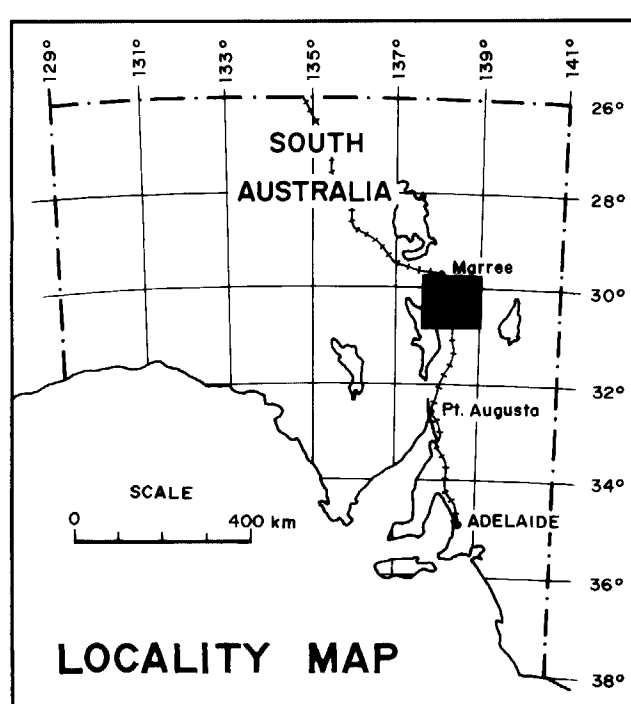 129° 131° 133° 135° 137° 139° 141°
26°
SOUTH
AUSTRALIA
28°
Marree
30°
32°
Pt. Augusta
34°
SCALE
0 400 km
ADELAIDE
36°
LOCALITY MAP
38°